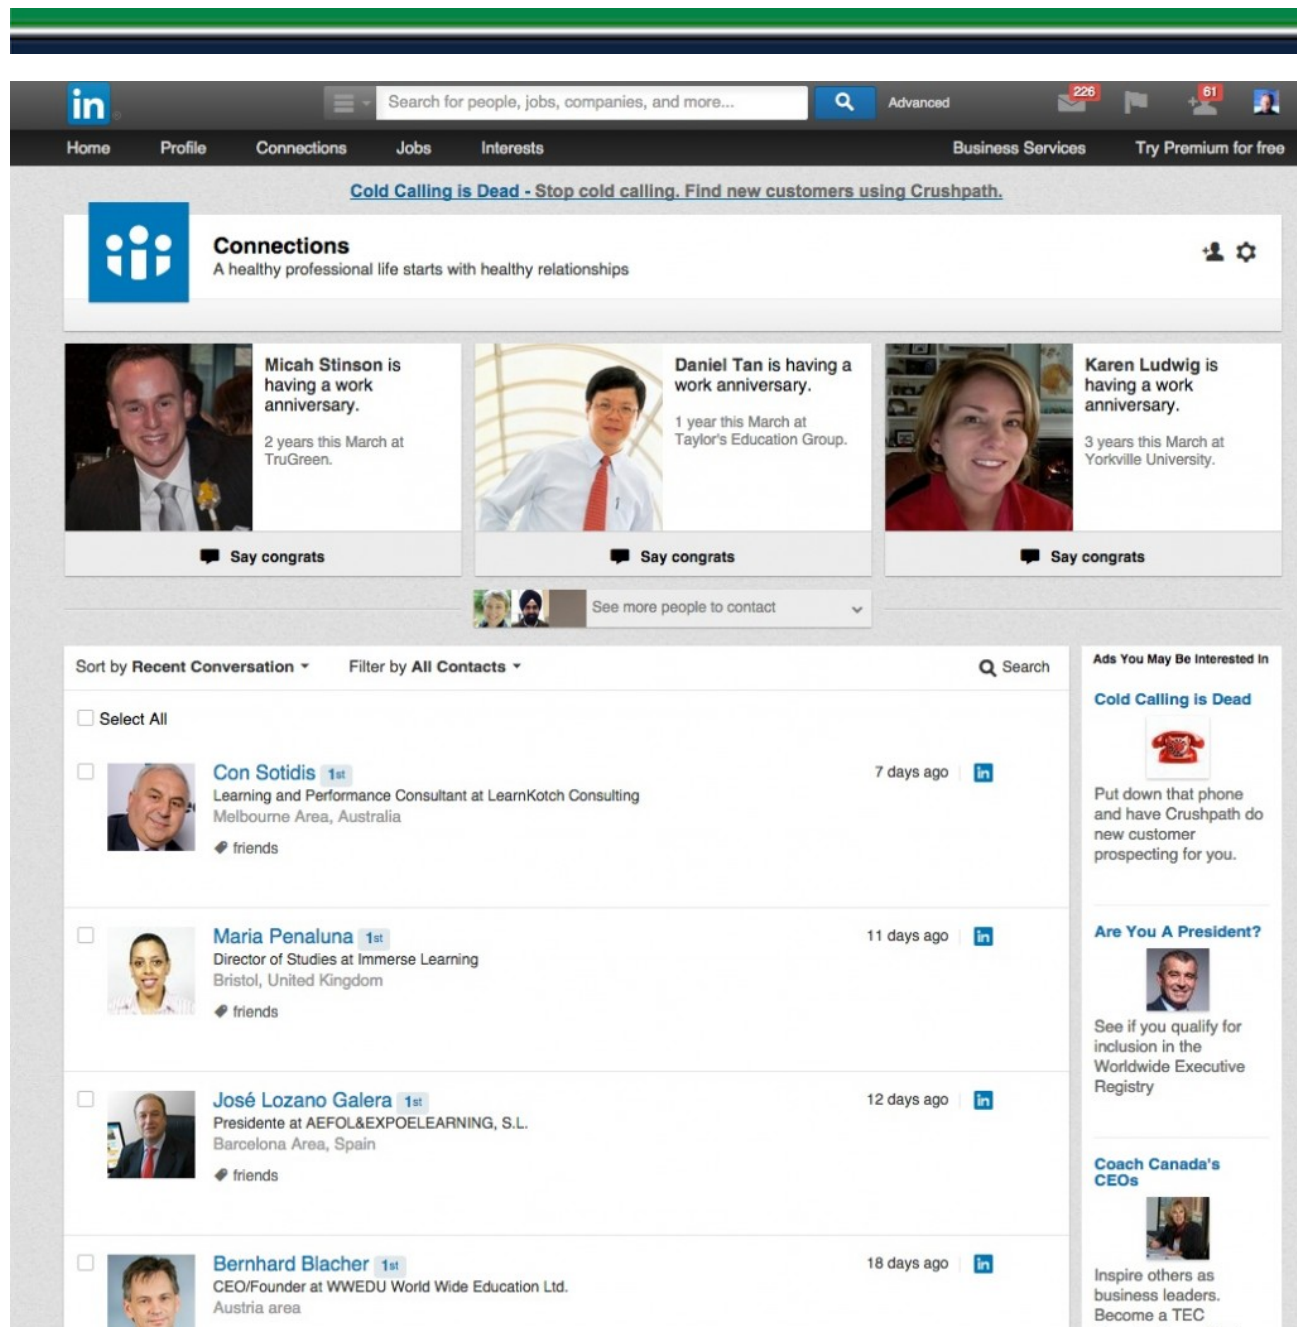 in
Search for people, jobs, companies, and more...
Advanced
226
61
Home Profile Connections Jobs Interests Business Services Try Premium for free
Cold Calling is Dead - Stop cold calling. Find new customers using Crushpath.
Connections
A healthy professional life starts with healthy relationships
Micah Stinson is
having a work
anniversary.
2 years this March at
TruGreen.
Say congrats
Daniel Tan is having a
work anniversary.
1 year this March at
Taylor's Education Group.
Say congrats
Karen Ludwig is
having a work
anniversary.
3 years this March at
Yorkville University.
Say congrats
See more people to contact
Sort by Recent Conversation Filter by All Contacts Search
Select All
Con Sotidis 1st 7 days ago in
Learning and Performance Consultant at LearnKotch Consulting
Melbourne Area, Australia
friends
Maria Penaluna 1st 11 days ago in
Director of Studies at Immerse Learning
Bristol, United Kingdom
friends
José Lozano Galera 1st 12 days ago in
Presidente at AEFOL&EXPOELEARNING, S.L.
Barcelona Area, Spain
friends
Bernhard Blacher 1st 18 days ago in
CEO/Founder at WWEDU World Wide Education Ltd.
Austria area
Ads You May Be Interested In
Cold Calling is Dead
Put down that phone
and have Crushpath do
new customer
prospecting for you.
Are You A President?
See if you qualify for
inclusion in the
Worldwide Executive
Registry
Coach Canada's
CEOs
Inspire others as
business leaders.
Become a TEC